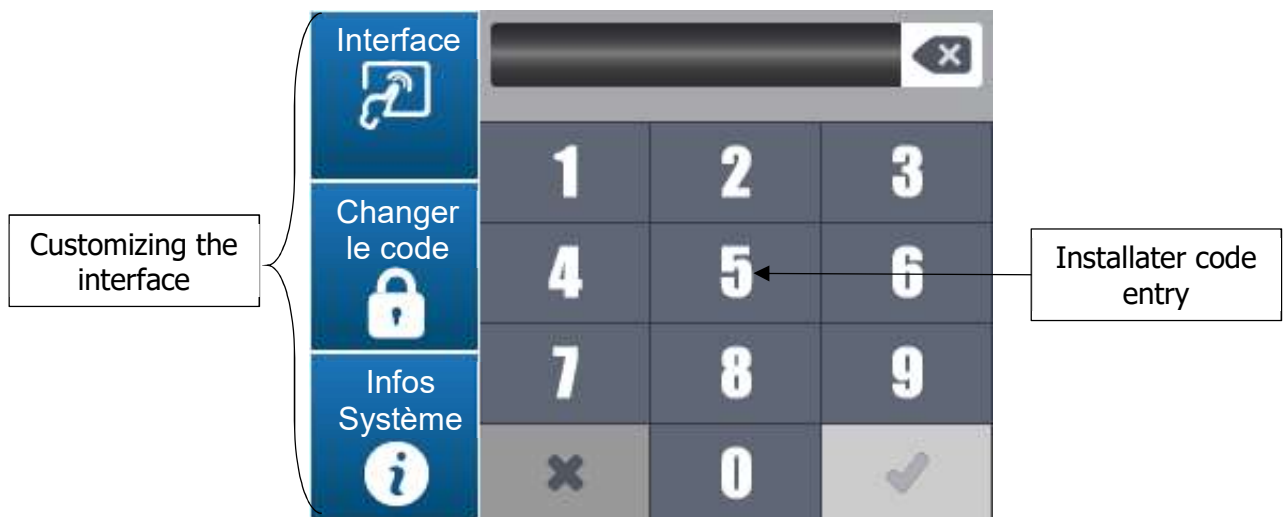 Customizing the
interface
Interface
Changer
le code
Infos
Système
i
1 2 3
4 5 6
7 8 9
0
Installater code
entry